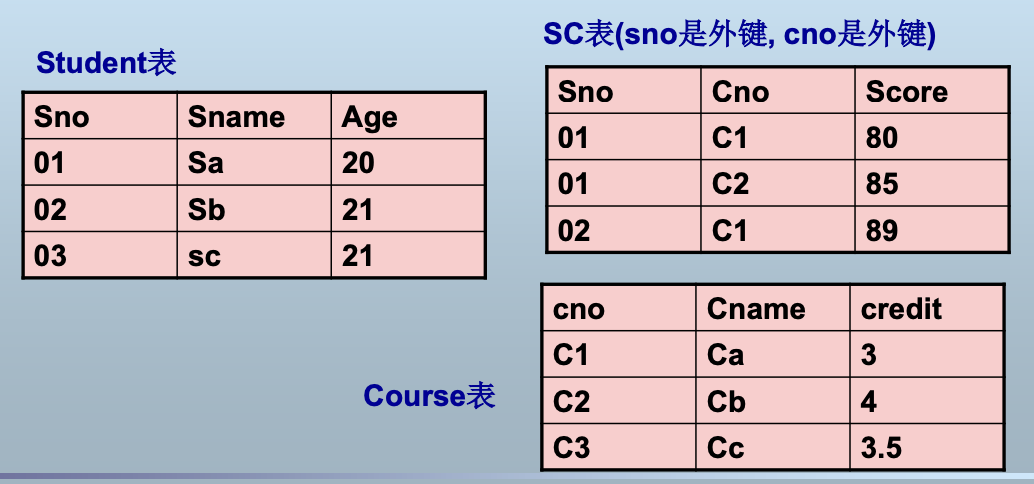 Student表
Sno Sname Age
01 Sa 20
02 Sb 21
03 sc 21
SC表(sno是外键, cno是外键)
Sno Cno Score
01 C1 80
01 C2 85
02 C1 89
Course表
cno Cname credit
C1 Ca 3
C2 Cb 4
C3 Cc 3.5